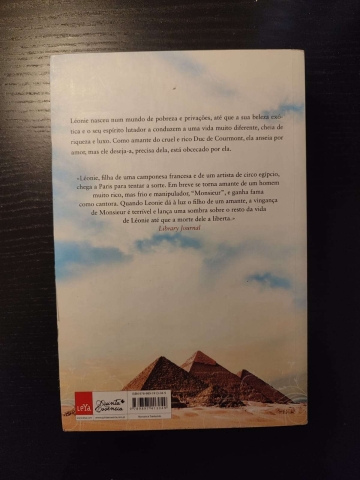 Léonie nasceu num mundo de pobreza e privações, até que a sua beleza exó-
tica e o seu espírito lutador a conduzem a uma vida muito diferente, cheia de
riqueza e luxo. Como amante do cruel e rico Duc de Courmont, ela anseia por
amor, mas ele deseja-a, precisa dela, está obcecado por ela.
«Léonie, filha de uma camponesa francesa e de um artista de circo egípcio,
chega a Paris para tentar a sorte. Em breve se torna amante de um homem
muito rico, mas frio e manipulador, "Monsieur", e ganha fama
como cantora. Quando Leonie dá à luz o filho de um amante, a vingança
de Monsieur é terrível e lança uma sombra sobre o resto da vida
de Léonie até que a morte dele a liberta.»
Library Journal
LeYa
Quinta
Essência